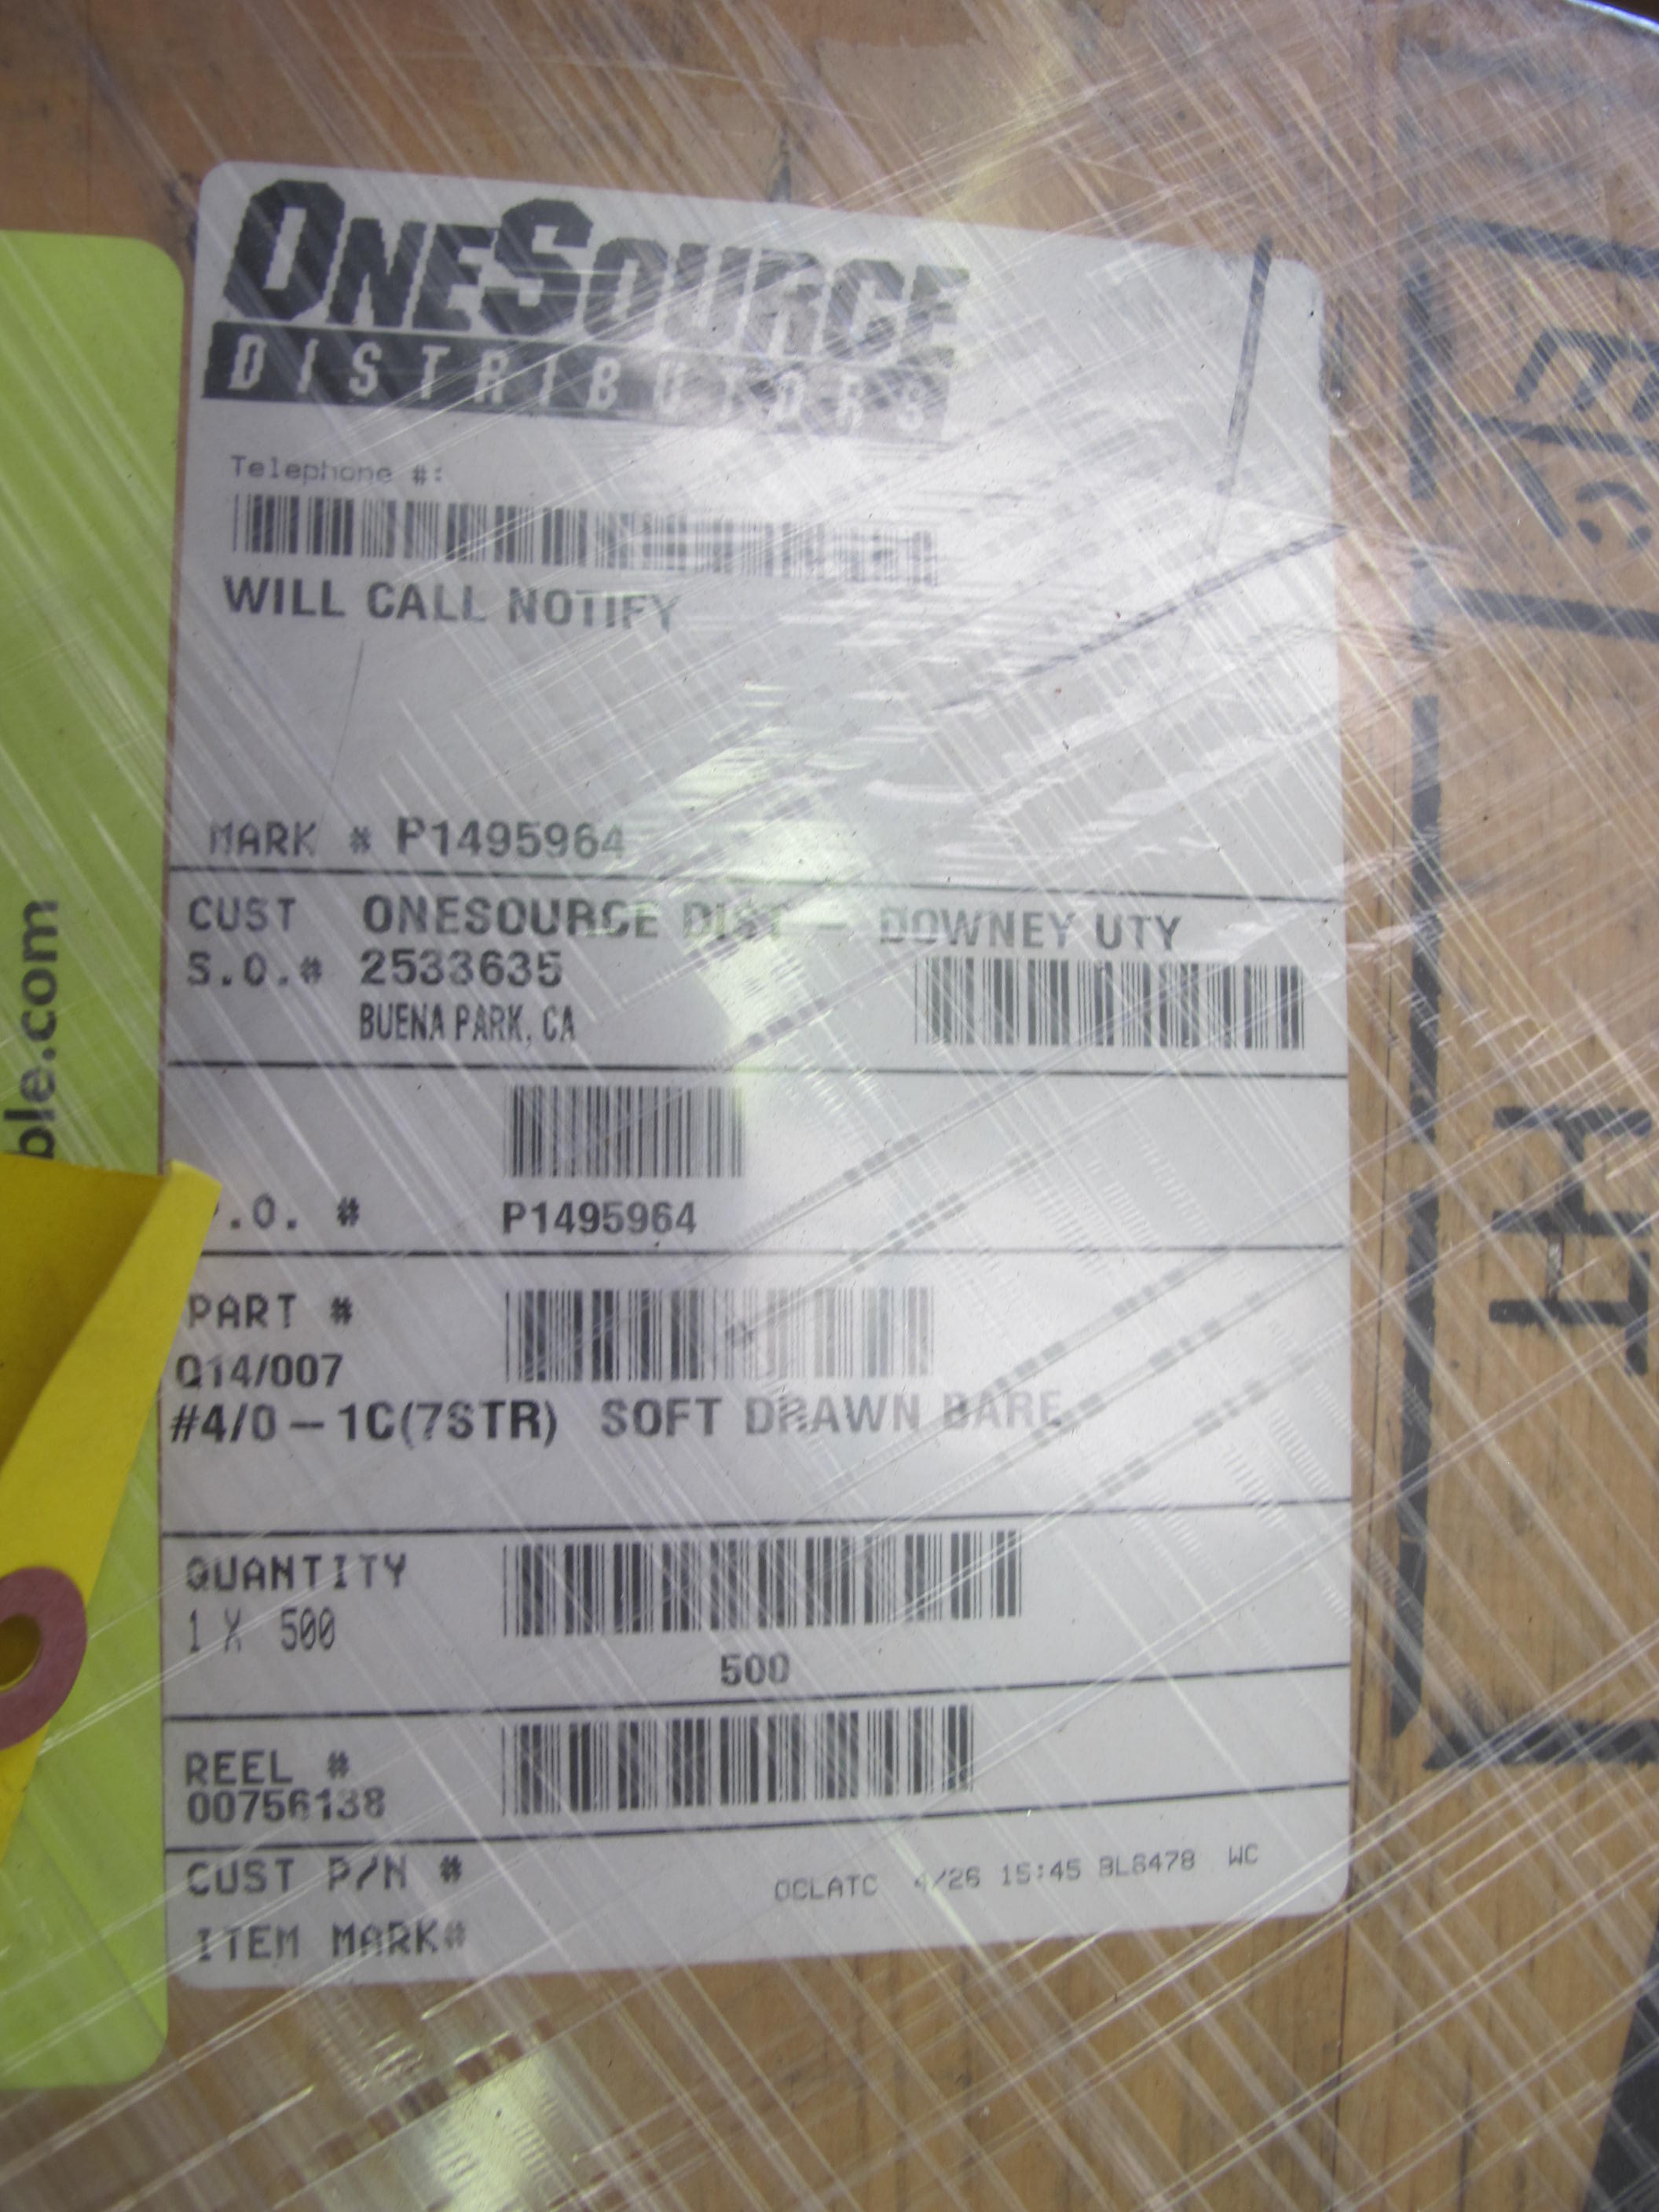 ONESOURCE
DISTRIBUTORS
Telephone #:
WILL CALL NOTIFY
MARK # P1495964
CUST ONESOURCE DIST - DOWNEY UTY
S.O.# 2533635
BUENA PARK, CA
.O. # P1495964
PART #
Q14/007
#4/0-1C(7STR) SOFT DRAWN BARE
QUANTITY
1 X 500
500
REEL #
00756138
CUST P/N #
OCLATC 4/26 15:45 BL6478 WC
ITEM MARK#
ble.com